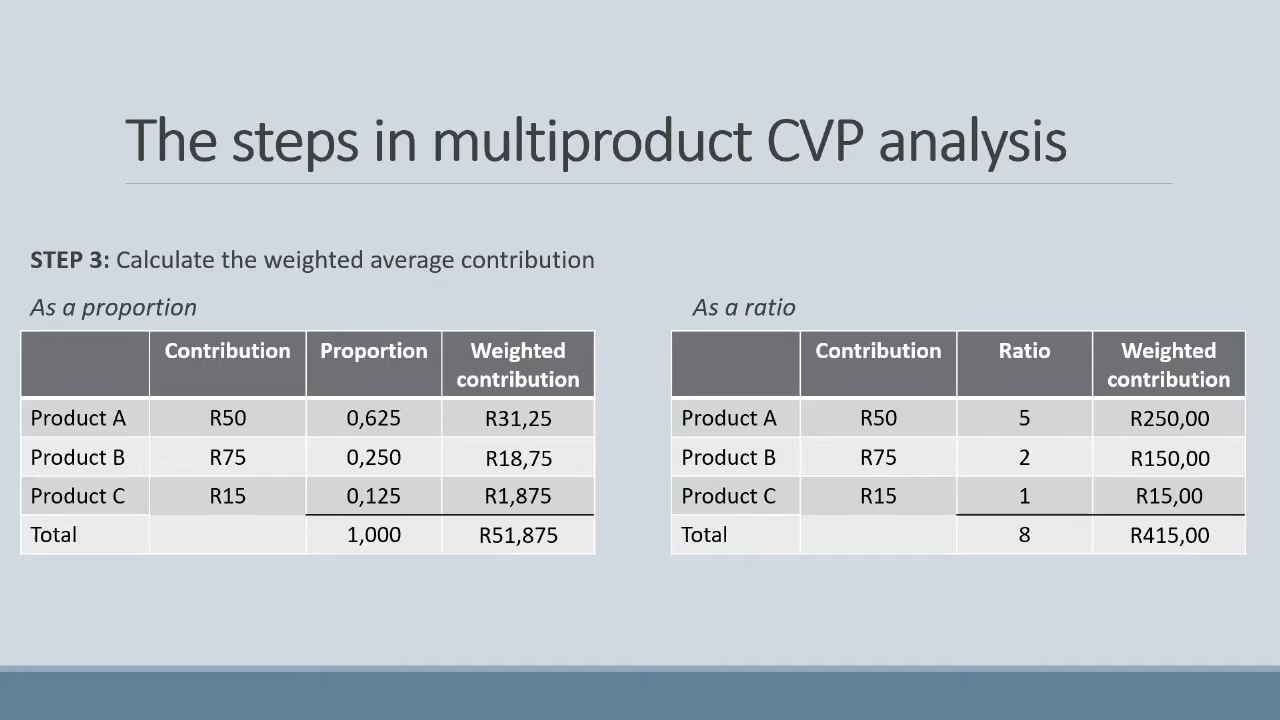 The steps in multiproduct CVP analysis
STEP 3: Calculate the weighted average contribution
As a proportion
Contribution Proportion Weighted contribution
Product A R50 0,625 R31,25
Product B R75 0,250 R18,75
Product C R15 0,125 R1,875
Total 1,000 R51,875
As a ratio
Contribution Ratio Weighted contribution
Product A R50 5 R250,00
Product B R75 2 R150,00
Product C R15 1 R15,00
Total 8 R415,00